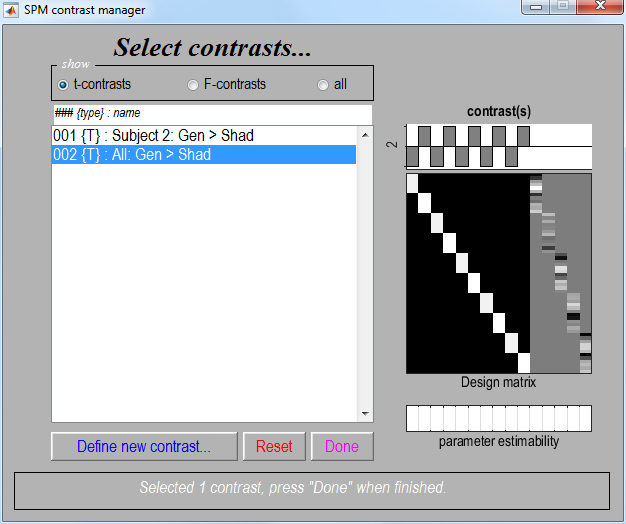 SPM contrast manager
Select contrasts...
show
t-contrasts
F-contrasts
all
### {type} : name
001 {T} : Subject 2: Gen > Shad
002 {T} : All: Gen > Shad
contrast(s)
2
Design matrix
parameter estimability
Define new contrast...
Reset
Done
Selected 1 contrast, press "Done" when finished.